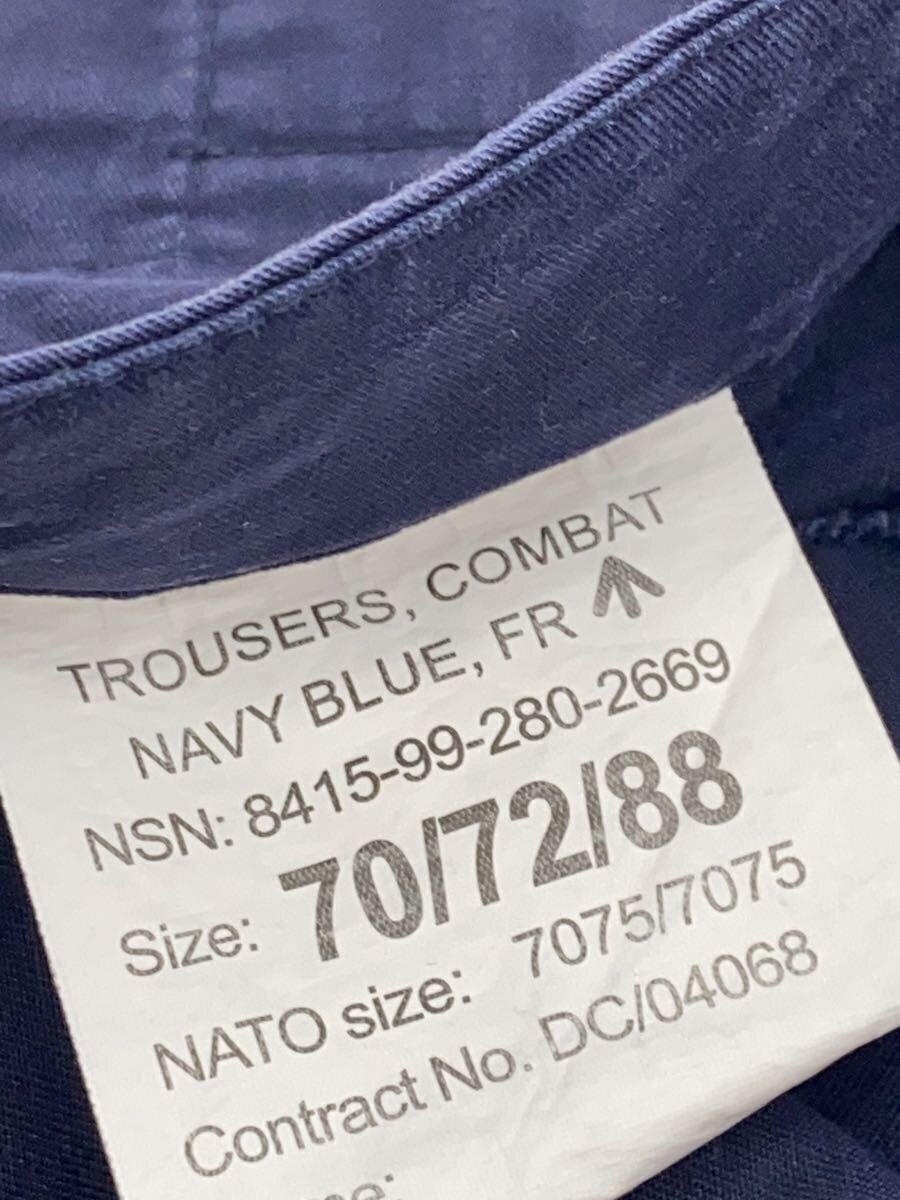 TROUSERS, COMBAT
NAVY BLUE, FR
NSN: 8415-99-280-2669
Size: 70/72/88
NATO size: 7075/7075
Contract No. DC/04068